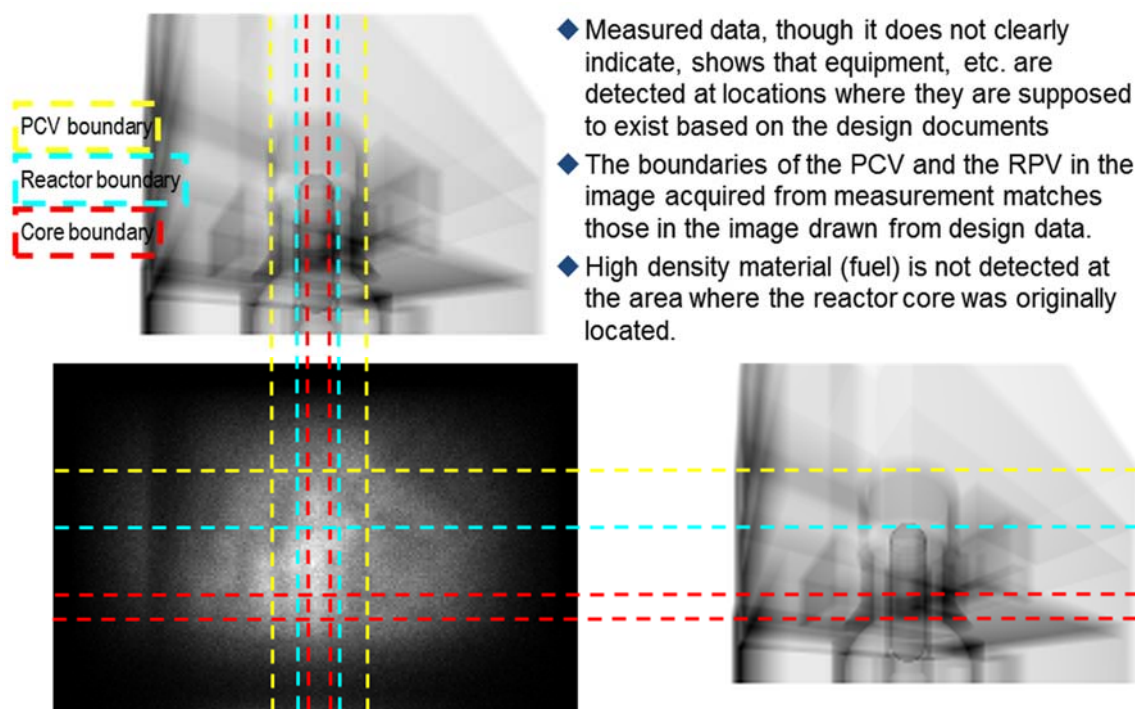 PCV boundary
Reactor boundary
Core boundary
◆ Measured data, though it does not clearly
indicate, shows that equipment, etc. are
detected at locations where they are supposed
to exist based on the design documents
◆ The boundaries of the PCV and the RPV in the
image acquired from measurement matches
those in the image drawn from design data.
◆ High density material (fuel) is not detected at
the area where the reactor core was originally
located.